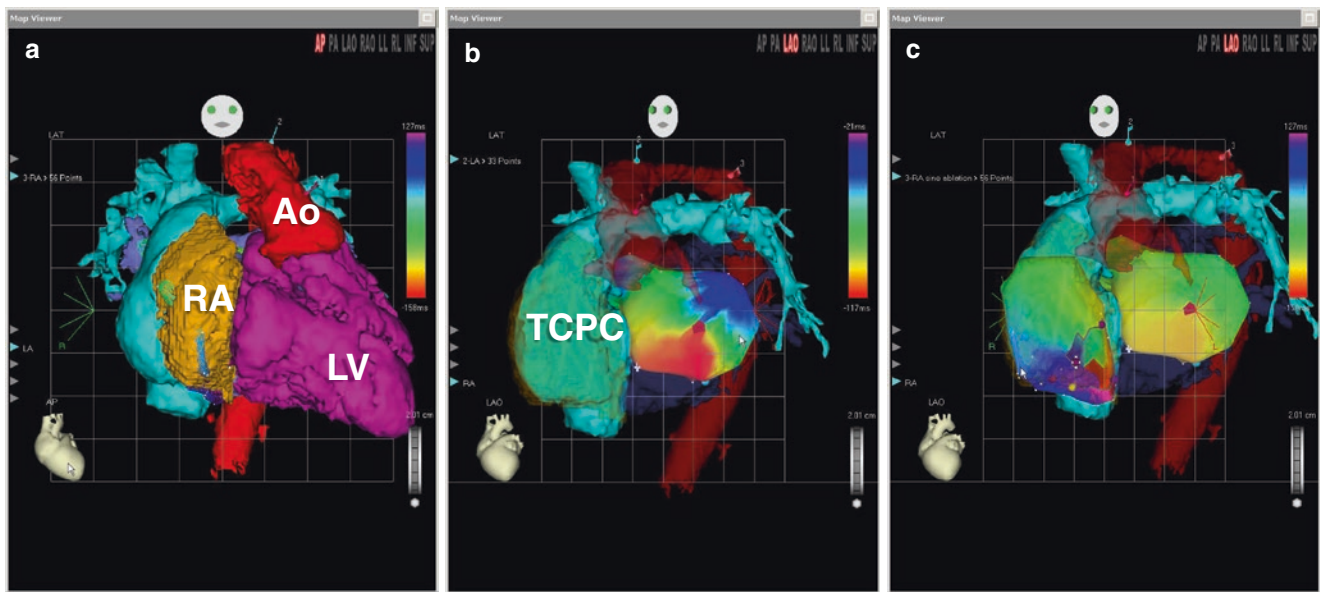 Map Viewer
a
AP PA LAO RAO LL RL INF SUP
LAT
127ms
3-RA > 56 Points
Ao
RA
-158ms
R
LV
LA
AP
2.01 cm
Map Viewer
b
AP PA LAO RAO LL RL INF SUP
LAT
-21ms
2-LA > 33 Points
TCPC
-117ms
RA
LAO
2.01 cm
Map Viewer
c
AP PA LAO RAO LL RL INF SUP
LAT
127ms
3-RA sino ablation > 56 Points
R
RA
LAO
2.01 cm